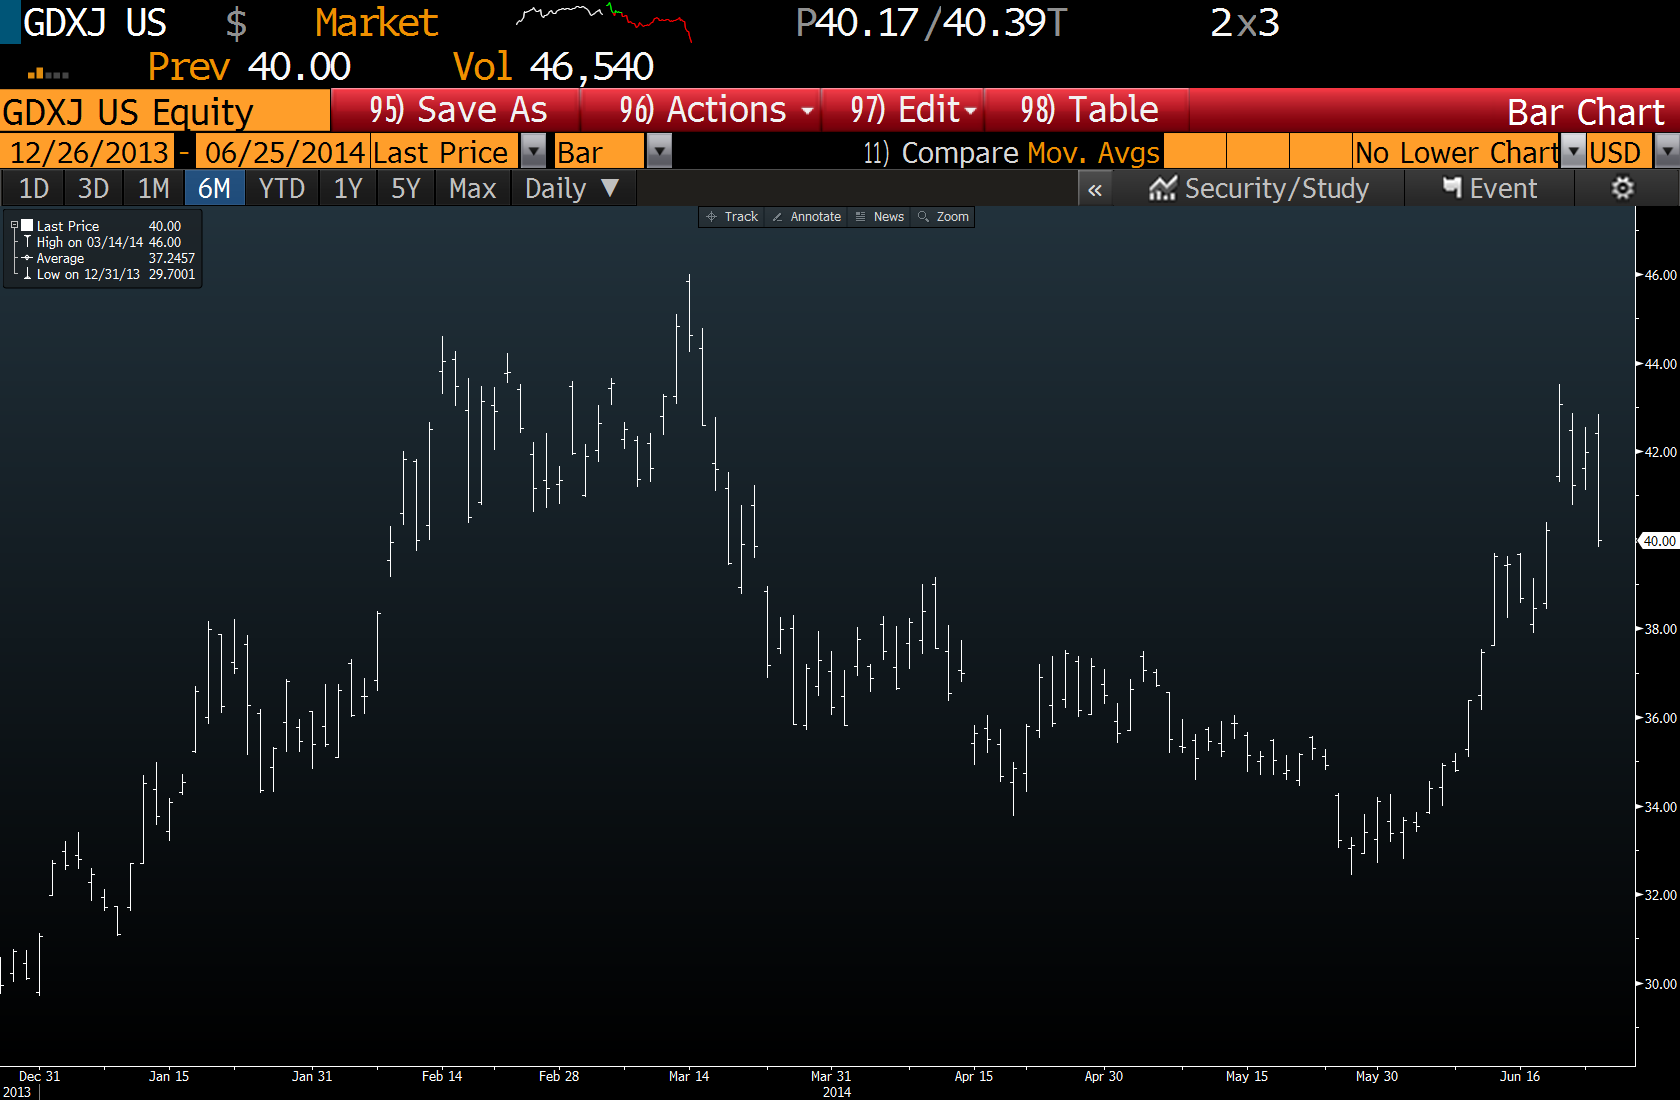 GDXJ US $ Market P40.17/40.39T 2x3
Prev 40.00 Vol 46,540
GDXJ US Equity 95) Save As 96) Actions 97) Edit 98) Table Bar Chart
12/26/2013 - 06/25/2014 Last Price Bar 11) Compare Mov. Avgs No Lower Chart USD
1D 3D 1M 6M YTD 1Y 5Y Max Daily ▼ « Security/Study Event
Track Annotate News Zoom
Last Price 40.00
High on 03/14/14 46.00
Average 37.2457
Low on 12/31/13 29.7001
46.00
44.00
42.00
40.00
38.00
36.00
34.00
32.00
30.00
Dec 31 Jan 15 Jan 31 Feb 14 Feb 28 Mar 14 Mar 31 Apr 15 Apr 30 May 15 May 30 Jun 16
2013 2014